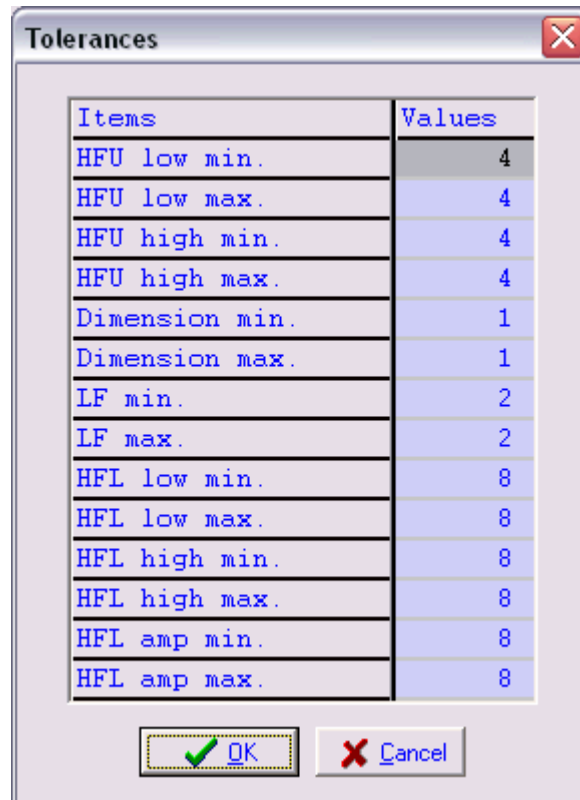 Tolerances
Items Values
HFU low min. 4
HFU low max. 4
HFU high min. 4
HFU high max. 4
Dimension min. 1
Dimension max. 1
LF min. 2
LF max. 2
HFL low min. 8
HFL low max. 8
HFL high min. 8
HFL high max. 8
HFL amp min. 8
HFL amp max. 8
OK Cancel